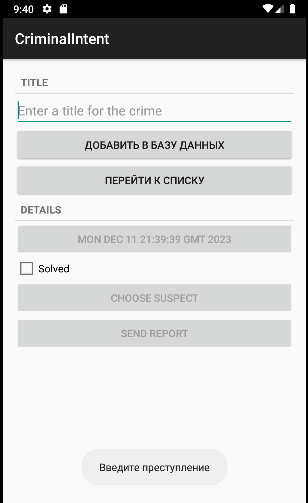 9:40
CriminalIntent
TITLE
Enter a title for the crime
ДОБАВИТЬ В БАЗУ ДАННЫХ
ПЕРЕЙТИ К СПИСКУ
DETAILS
MON DEC 11 21:39:39 GMT 2023
Solved
CHOOSE SUSPECT
SEND REPORT
Введите преступление